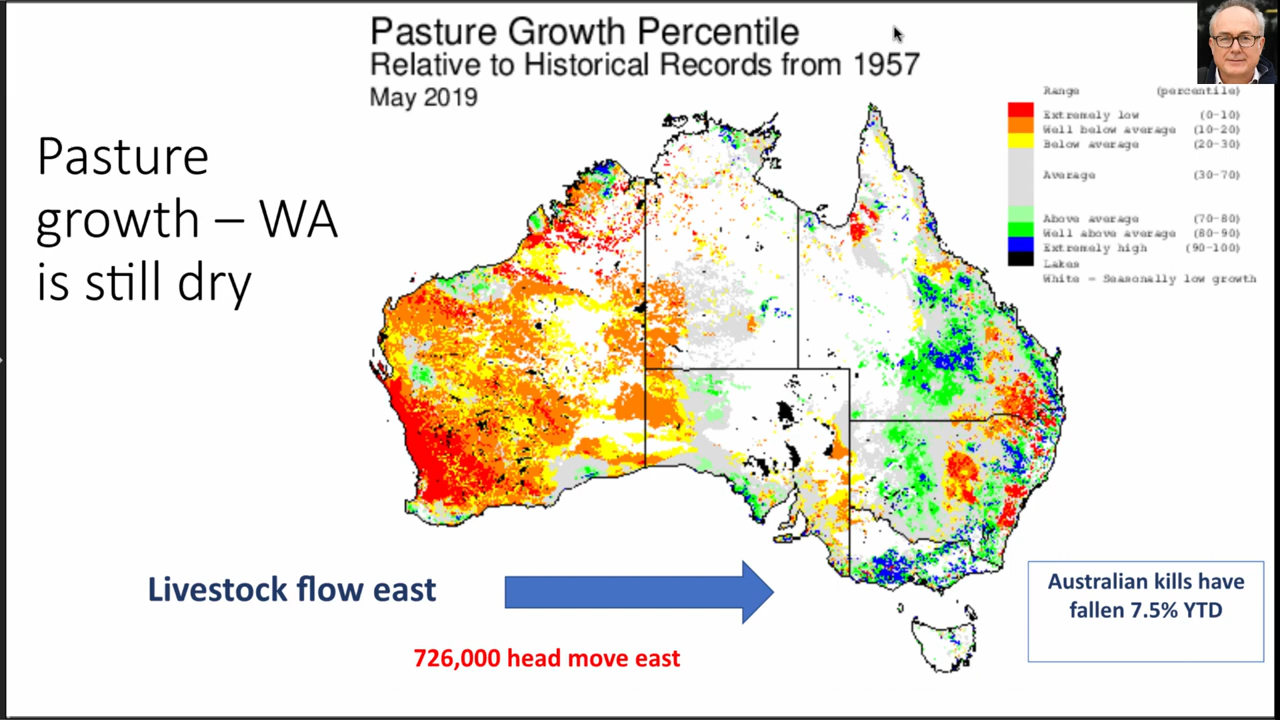 Pasture Growth Percentile
Relative to Historical Records from 1957
May 2019
Pasture
growth – WA
is still dry
Range (percentile)
Extremely low (0-10)
Well below average (10-20)
Below average (20-30)
Average (30-70)
Above average (70-80)
Well above average (80-90)
Extremely high (90-100)
Lakes
White - Seasonally low growth
Livestock flow east
726,000 head move east
Australian kills have
fallen 7.5% YTD